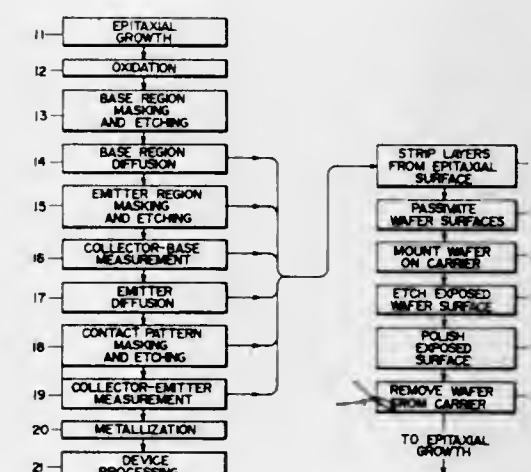 11
EPITAXIAL
GROWTH
12
OXIDATION
13
BASE REGION
MASKING
AND ETCHING
14
BASE REGION
DIFFUSION
15
EMITTER REGION
MASKING
AND ETCHING
16
COLLECTOR-BASE
MEASUREMENT
17
EMITTER
DIFFUSION
18
CONTACT PATTERN
MASKING
AND ETCHING
19
COLLECTOR-EMITTER
MEASUREMENT
20
METALLIZATION
21
DEVICE
PROCESSING
STRIP LAYERS
FROM EPITAXIAL
SURFACE
PASSIVATE
WAFER SURFACES
MOUNT WAFER
ON CARRIER
ETCH EXPOSED
WAFER SURFACE
POLISH
EXPOSED
SURFACE
REMOVE WAFER
FROM CARRIER
TO EPITAXIAL
GROWTH